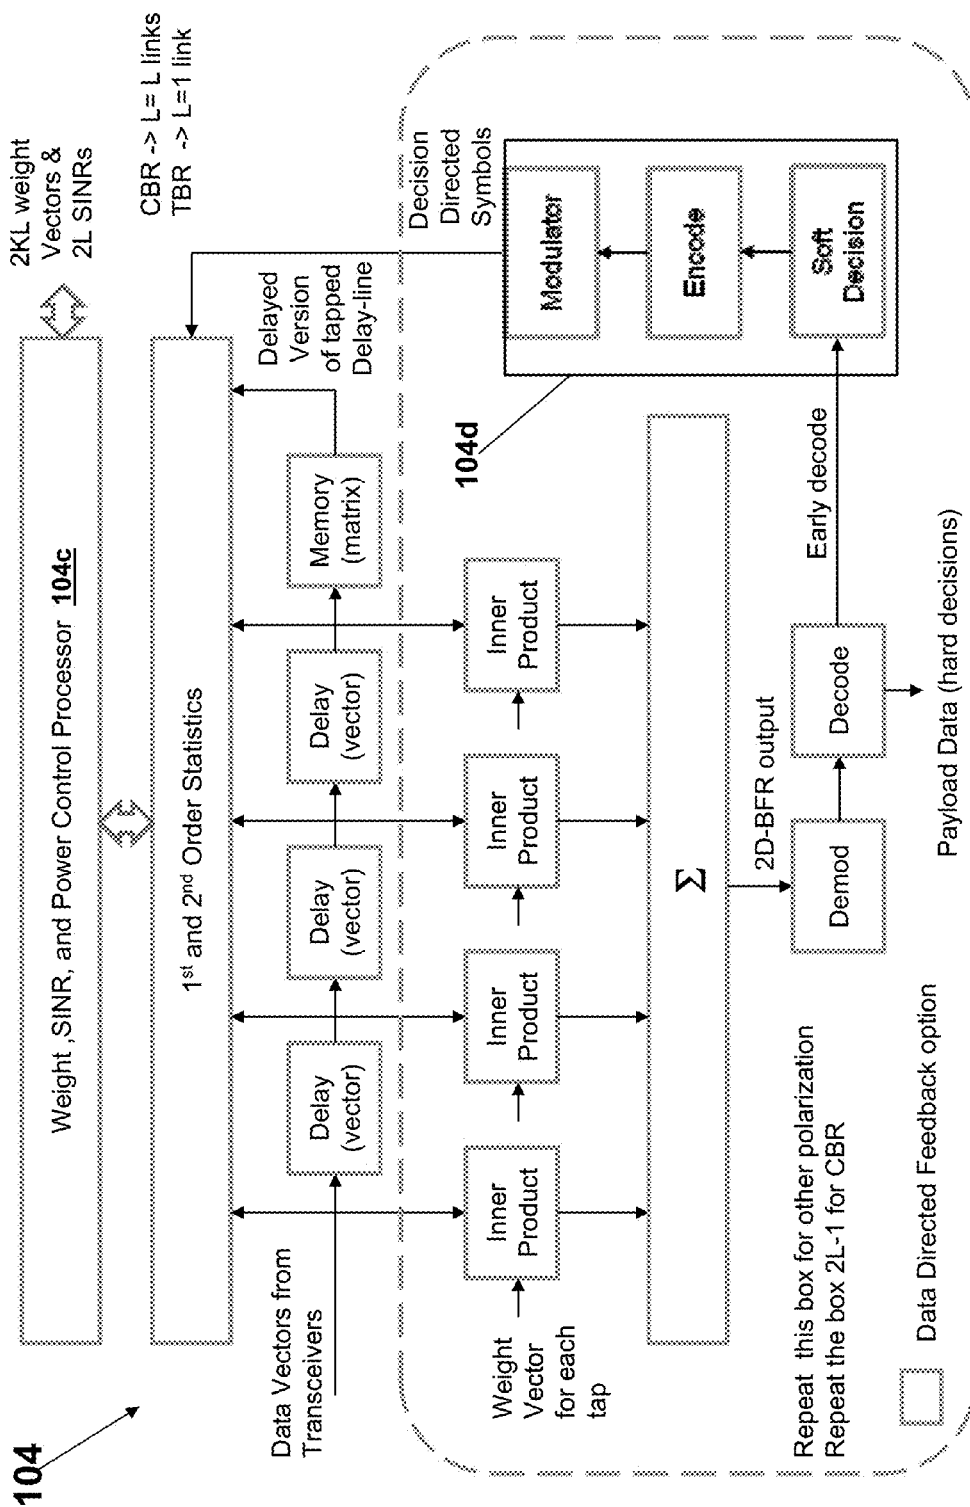 104
2KL weight
Vectors &
2L SINRs
Weight ,SINR, and Power Control Processor 104c
CBR -> L= L links
TBR -> L=1 link
1st and 2nd Order Statistics
Data Vectors from
Transceivers
Delay
(vector)
Delay
(vector)
Delay
(vector)
Memory
(matrix)
Delayed
Version
of tapped
Delay-line
Decision
Directed
Symbols
Weight
Vector
for each
tap
Inner
Product
Inner
Product
Inner
Product
Inner
Product
104d
Modulator
Encode
Soft
Decision
Σ
2D-BFR output
Early decode
Demod
Decode
Repeat this box for other polarization
Repeat the box 2L-1 for CBR
Data Directed Feedback option
Payload Data (hard decisions)